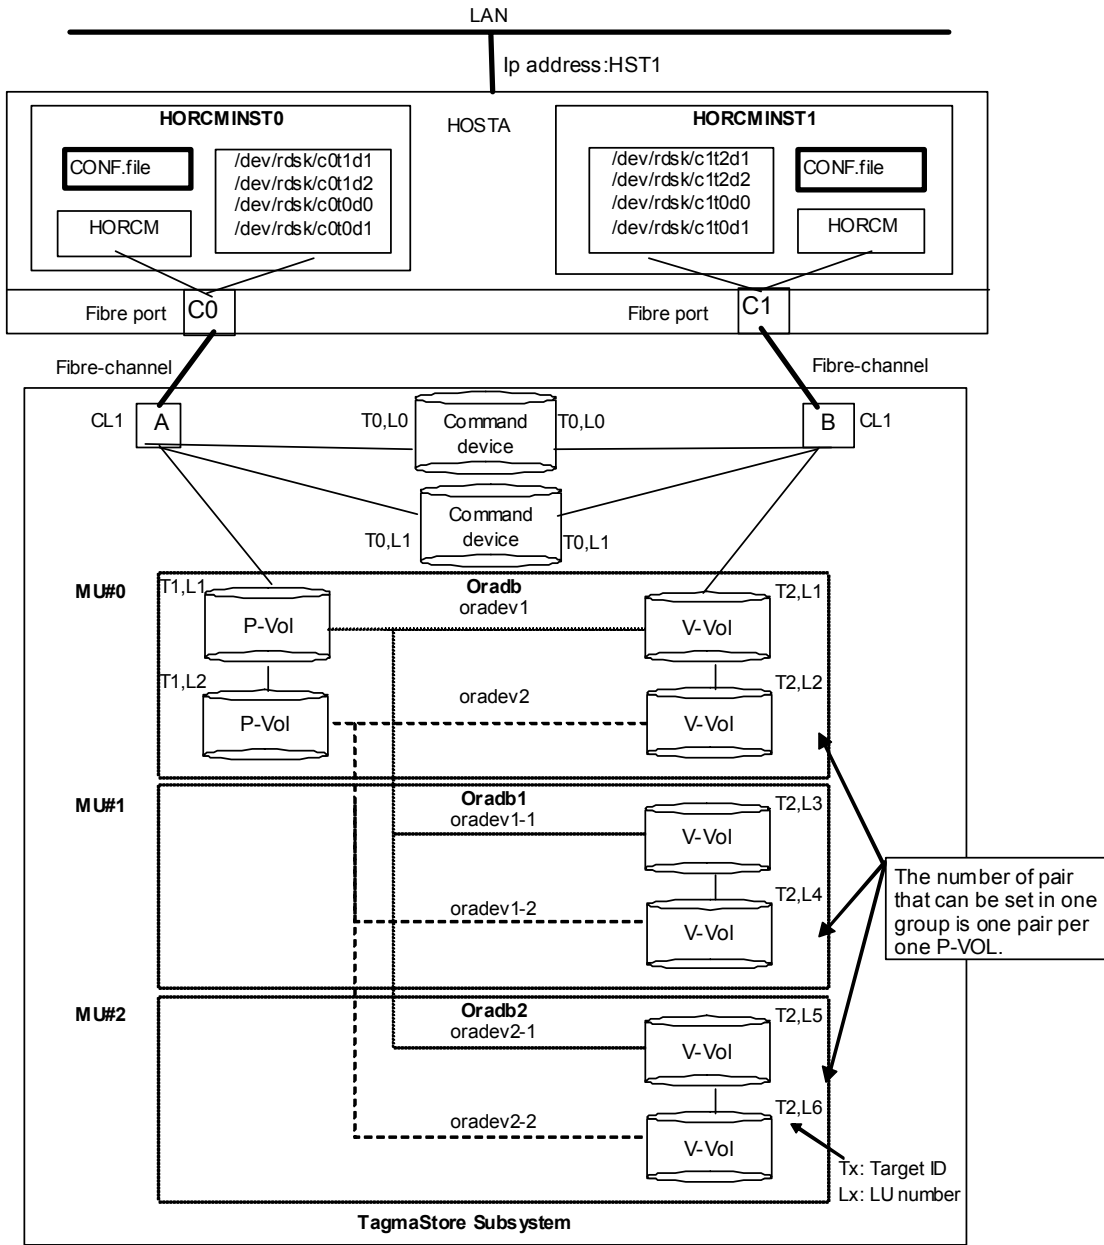 LAN
Ip address:HST1
HORCMINST0
HOSTA
HORCMINST1
CONF.file
/dev/rdsk/c0t1d1
/dev/rdsk/c0t1d2
/dev/rdsk/c0t0d0
/dev/rdsk/c0t0d1
HORCM
/dev/rdsk/c1t2d1
/dev/rdsk/c1t2d2
/dev/rdsk/c1t0d0
/dev/rdsk/c1t0d1
CONF.file
HORCM
Fibre port
C0
Fibre port
C1
Fibre-channel
Fibre-channel
CL1
A
T0,L0
Command
device
T0,L0
B
CL1
T0,L1
Command
device
T0,L1
MU#0
T1,L1
P-Vol
Oradb
oradev1
V-Vol
T2,L1
T1,L2
P-Vol
oradev2
V-Vol
T2,L2
MU#1
Oradb1
oradev1-1
V-Vol
T2,L3
oradev1-2
V-Vol
T2,L4
The number of pair
that can be set in one
group is one pair per
one P-VOL.
MU#2
Oradb2
oradev2-1
V-Vol
T2,L5
oradev2-2
V-Vol
T2,L6
Tx: Target ID
Lx: LU number
TagmaStore Subsystem